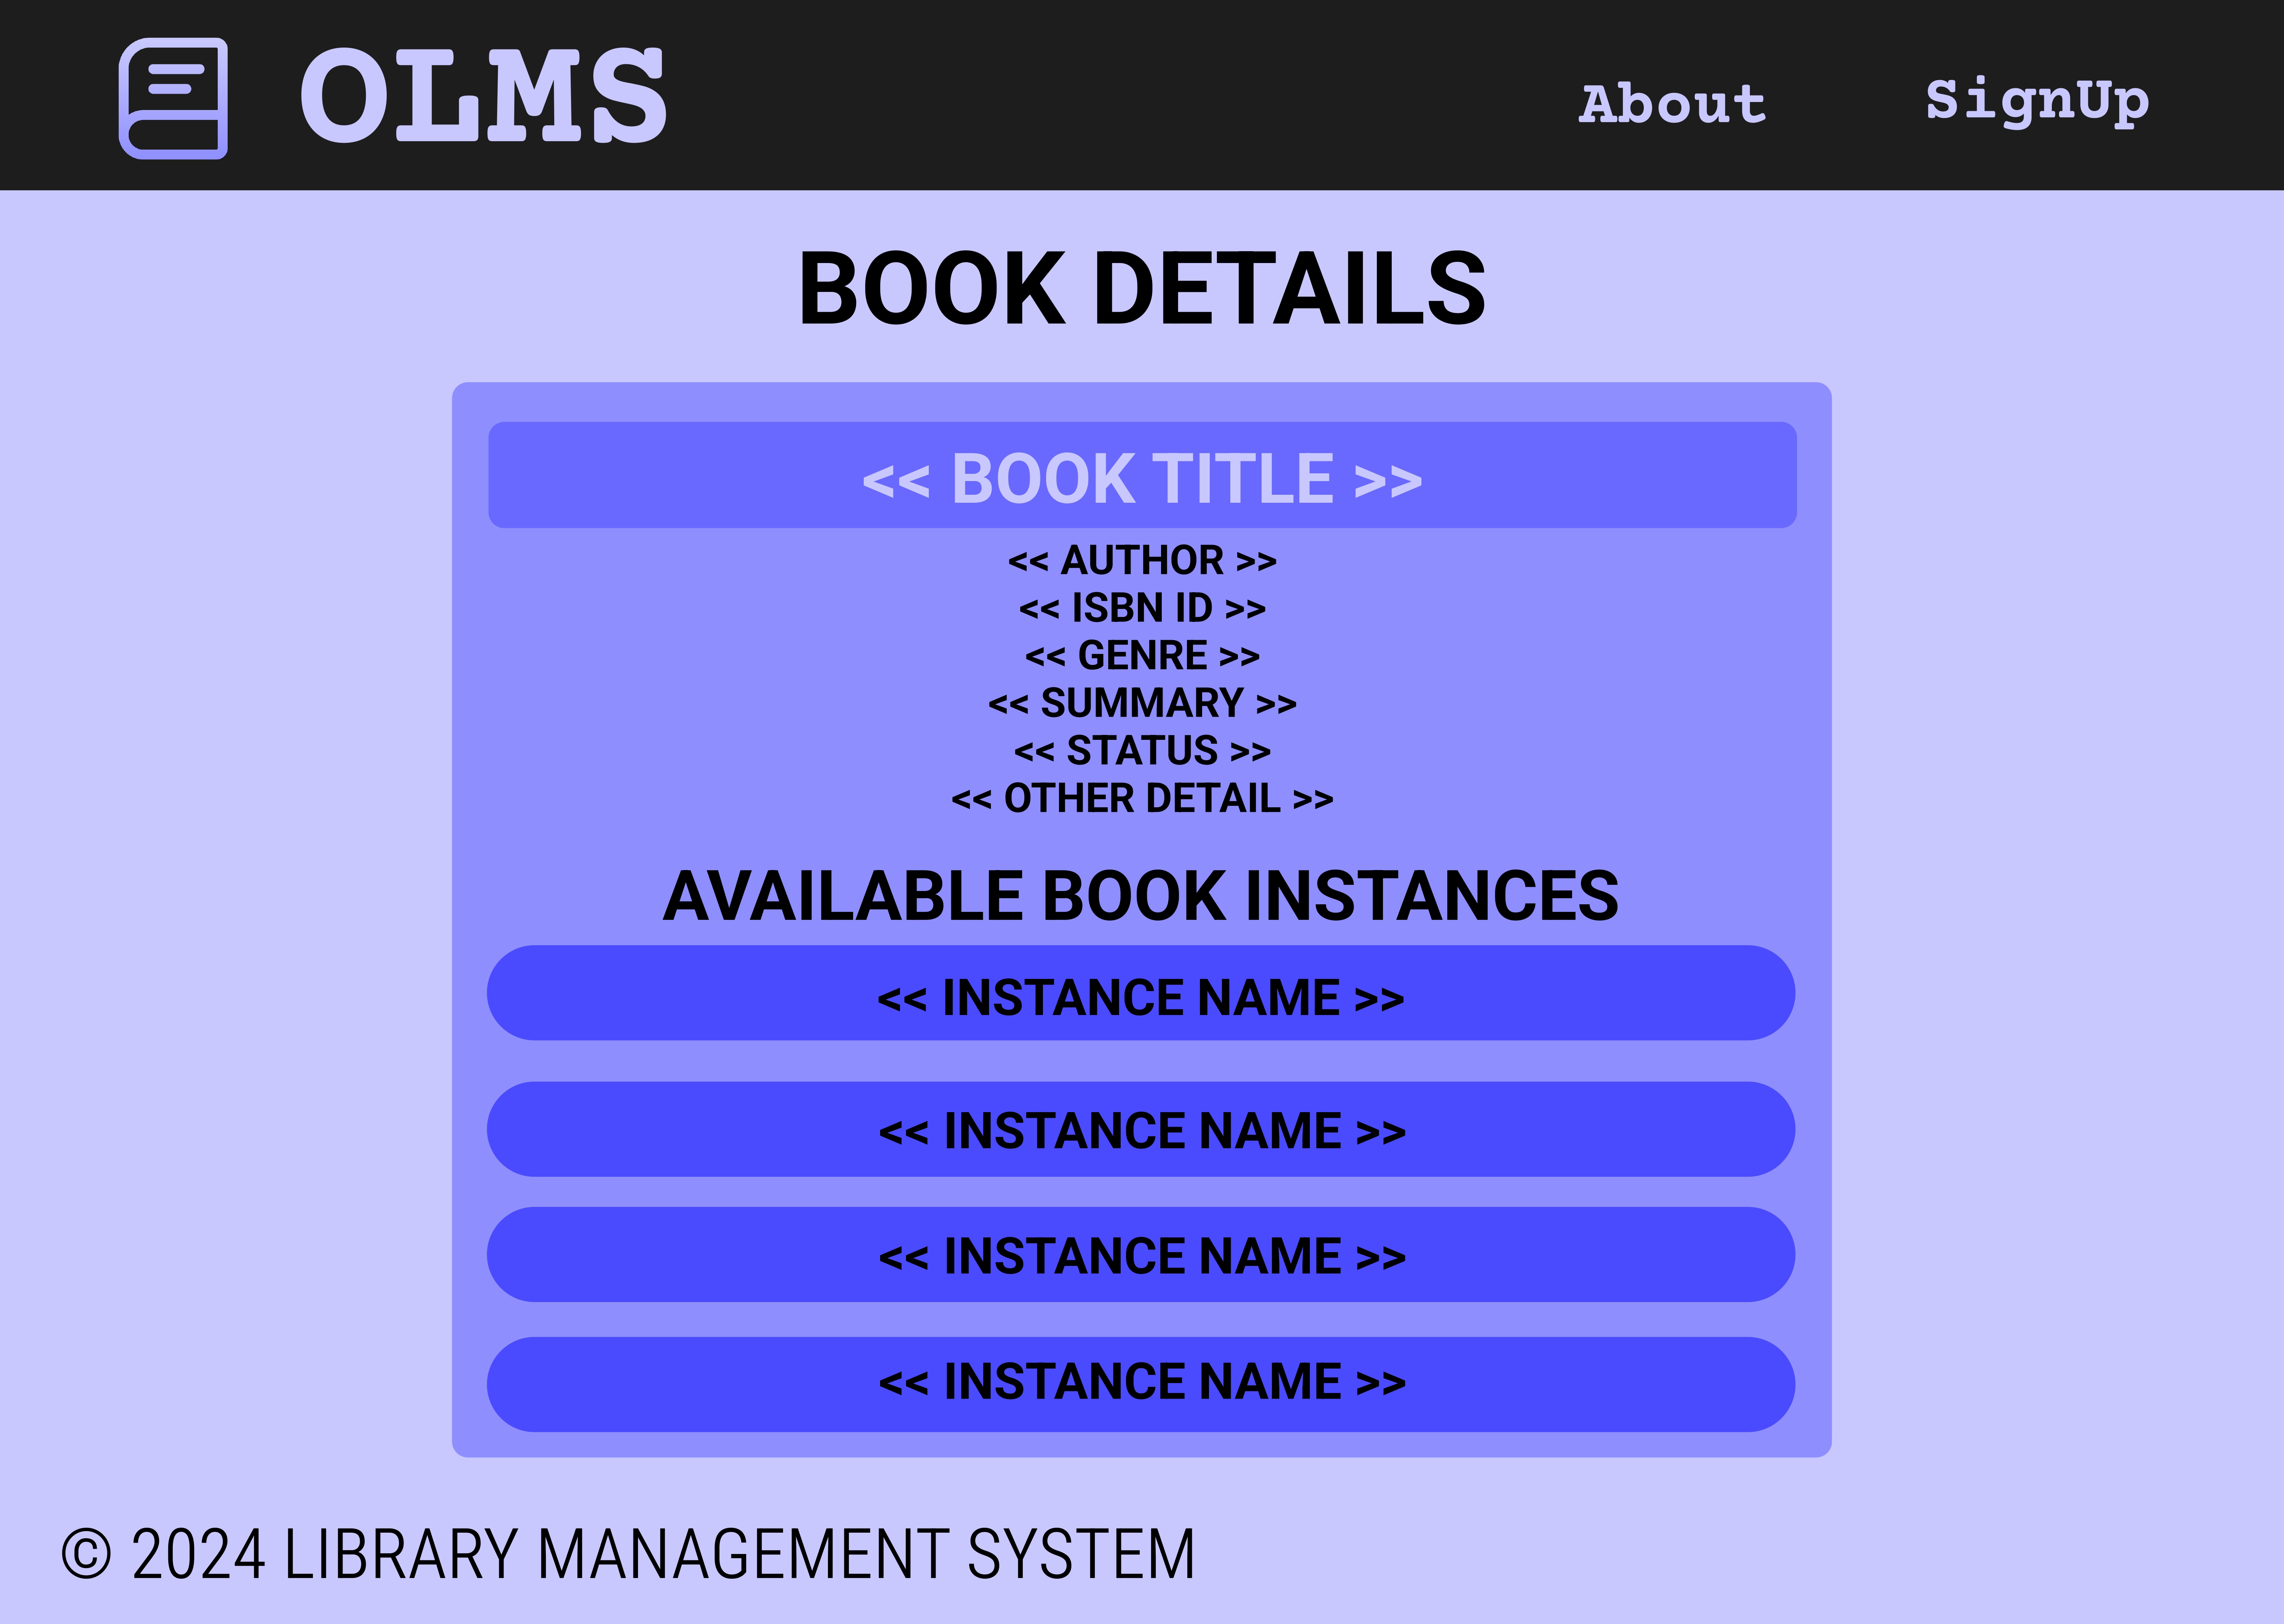 OLMS
About
SignUp
BOOK DETAILS
<< BOOK TITLE >>
<< AUTHOR >>
<< ISBN ID >>
<< GENRE >>
<< SUMMARY >>
<< STATUS >>
<< OTHER DETAIL >>
AVAILABLE BOOK INSTANCES
<< INSTANCE NAME >>
<< INSTANCE NAME >>
<< INSTANCE NAME >>
<< INSTANCE NAME >>
© 2024 LIBRARY MANAGEMENT SYSTEM